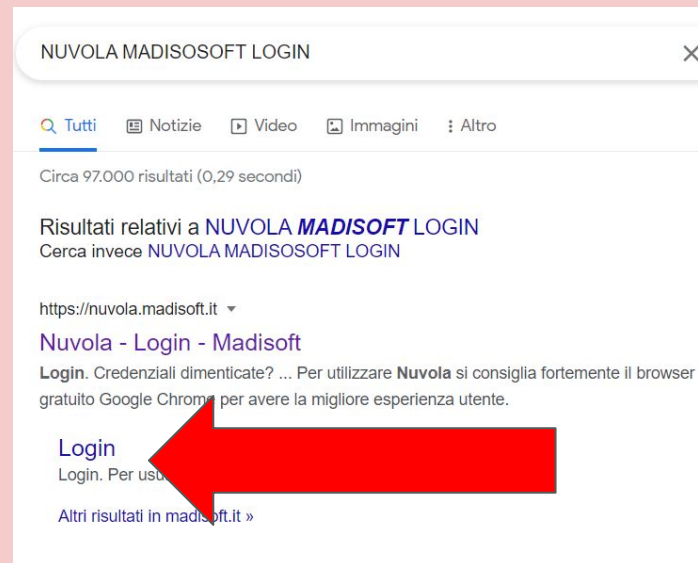 NUVOLA MADISOSOFT LOGIN
Tutti Notizie Video Immagini Altro
Circa 97.000 risultati (0,29 secondi)
Risultati relativi a NUVOLA MADISOFT LOGIN
Cerca invece NUVOLA MADISOSOFT LOGIN
https://nuvola.madisoft.it
Nuvola - Login - Madisoft
Login. Credenziali dimenticate? ... Per utilizzare Nuvola si consiglia fortemente il browser
gratuito Google Chrome per avere la migliore esperienza utente.
Login
Login. Per
Altri risultati in madisoft.it »